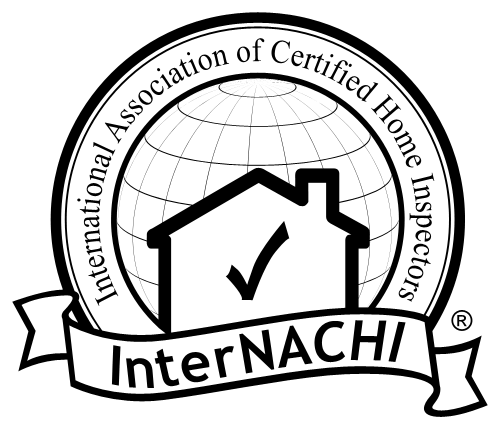 International Association of Certified Home Inspectors
InterNACHI
®